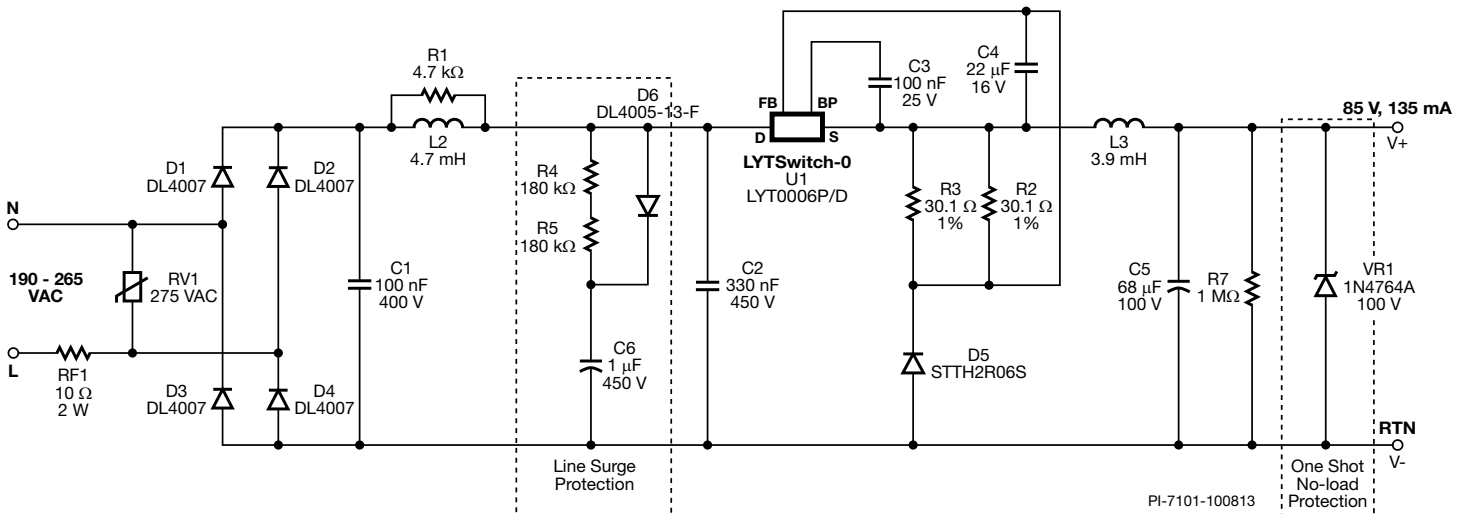 R1
4.7 kΩ
L2
4.7 mH
D6
DL4005-13-F
FB
BP
D
S
LYTSwitch-0
U1
LYT0006P/D
C3
100 nF
25 V
C4
22 μF
16 V
L3
3.9 mH
85 V, 135 mA
V+
D1
DL4007
D2
DL4007
R4
180 kΩ
R5
180 kΩ
R3
30.1 Ω
1%
R2
30.1 Ω
1%
N
190 - 265
VAC
RV1
275 VAC
C1
100 nF
400 V
C2
330 nF
450 V
C5
68 μF
100 V
R7
1 MΩ
VR1
1N4764A
100 V
L
RF1
10 Ω
2 W
D3
DL4007
D4
DL4007
C6
1 μF
450 V
D5
STTH2R06S
RTN
V-
Line Surge
Protection
One Shot
No-load
Protection
PI-7101-100813